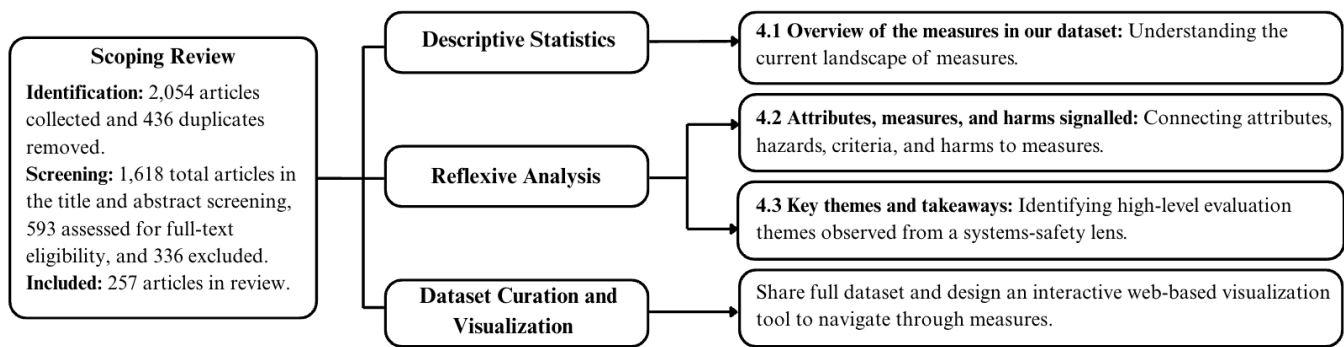 Scoping Review
Identification: 2,054 articles
collected and 436 duplicates
removed.
Screening: 1,618 total articles in
the title and abstract screening,
593 assessed for full-text
eligibility, and 336 excluded.
Included: 257 articles in review.
Descriptive Statistics
4.1 Overview of the measures in our dataset: Understanding the
current landscape of measures.
Reflexive Analysis
4.2 Attributes, measures, and harms signalled: Connecting attributes,
hazards, criteria, and harms to measures.
4.3 Key themes and takeaways: Identifying high-level evaluation
themes observed from a systems-safety lens.
Dataset Curation and
Visualization
Share full dataset and design an interactive web-based visualization
tool to navigate through measures.